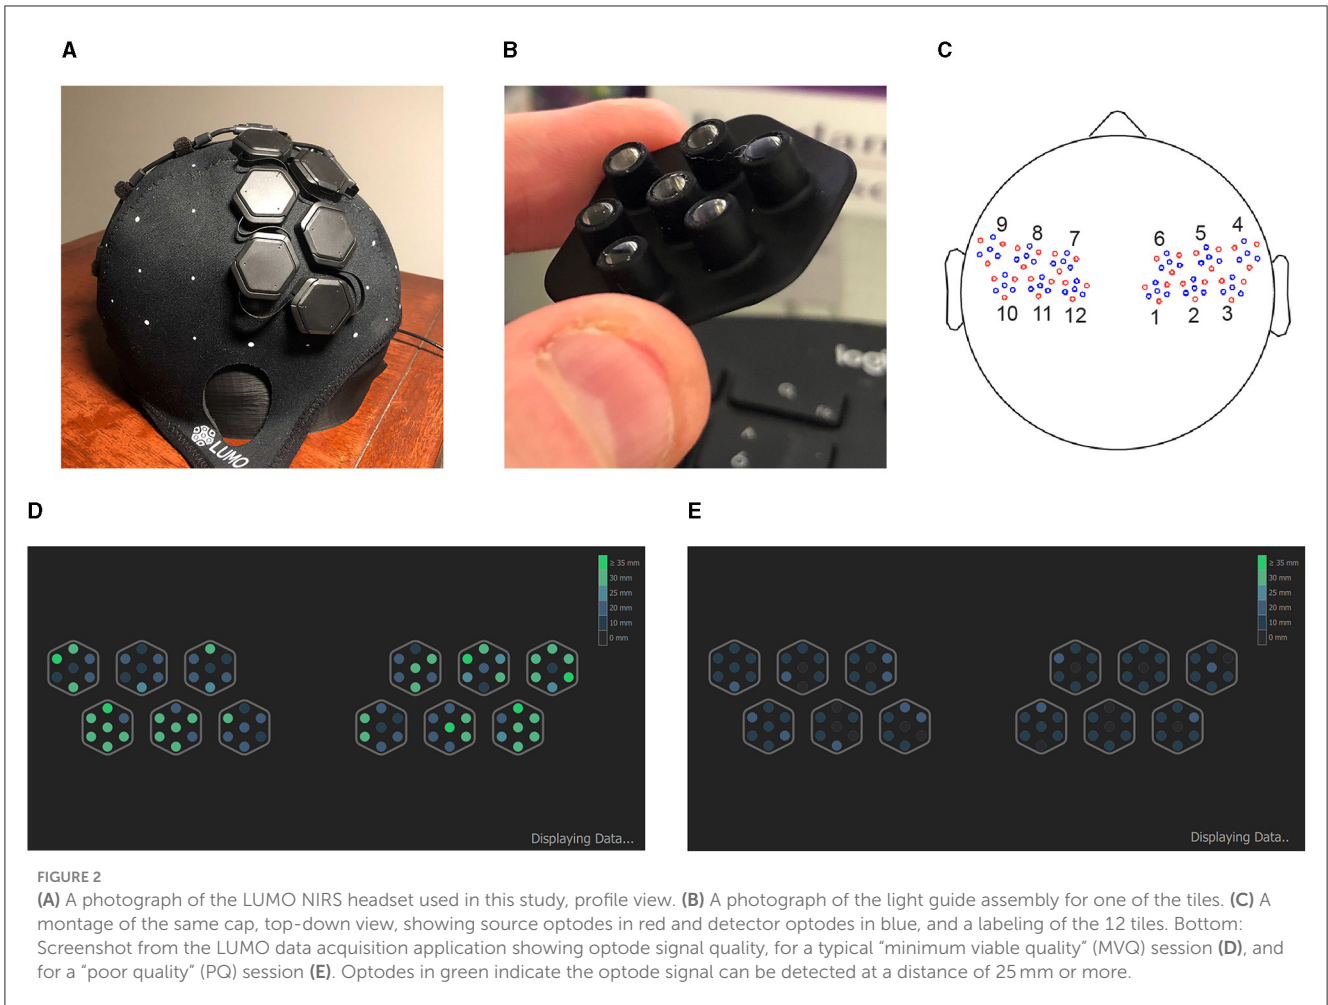 A
B
C
LUMO
logi
9
8
7
10
11
12
6
5
4
1
2
3
D
E
≥ 35 mm
30 mm
25 mm
20 mm
10 mm
0 mm
Displaying Data...
≥ 35 mm
30 mm
25 mm
20 mm
10 mm
0 mm
Displaying Data..
FIGURE 2
(A) A photograph of the LUMO NIRS headset used in this study, profile view. (B) A photograph of the light guide assembly for one of the tiles. (C) A
montage of the same cap, top-down view, showing source optodes in red and detector optodes in blue, and a labeling of the 12 tiles. Bottom:
Screenshot from the LUMO data acquisition application showing optode signal quality, for a typical “minimum viable quality” (MVQ) session (D), and
for a “poor quality” (PQ) session (E). Optodes in green indicate the optode signal can be detected at a distance of 25 mm or more.